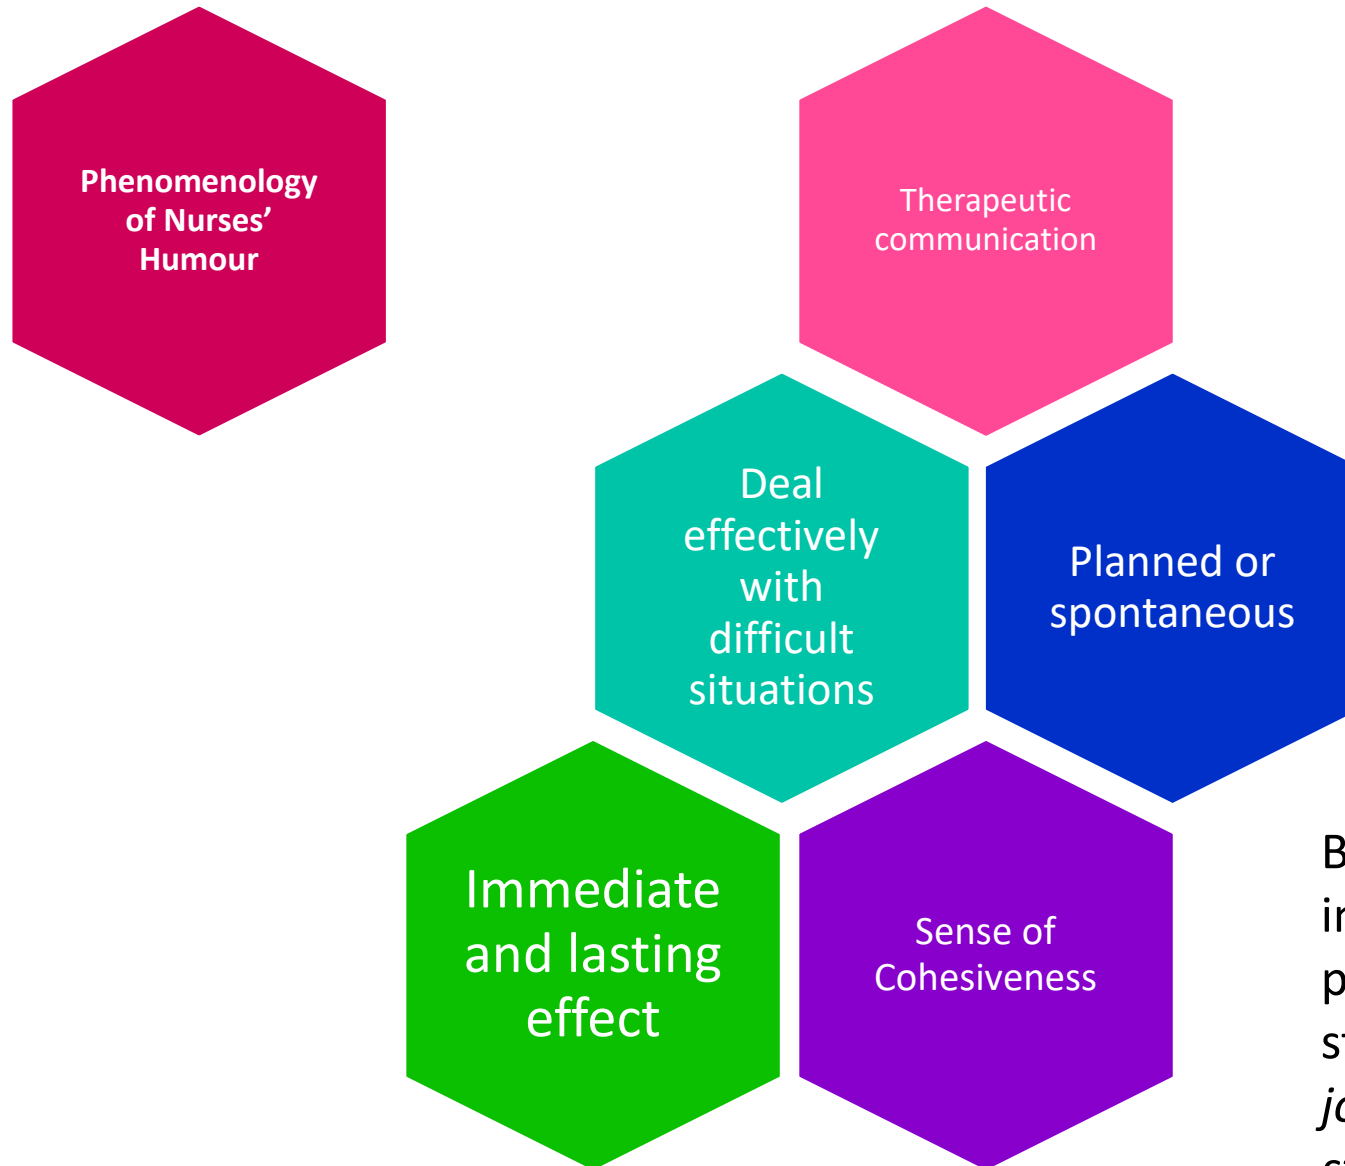 Phenomenology
of Nurses’
Humour
Therapeutic
communication
Deal
effectively
with
difficult
situations
Planned or
spontaneous
Immediate
and lasting
effect
Sense of
Cohesiveness